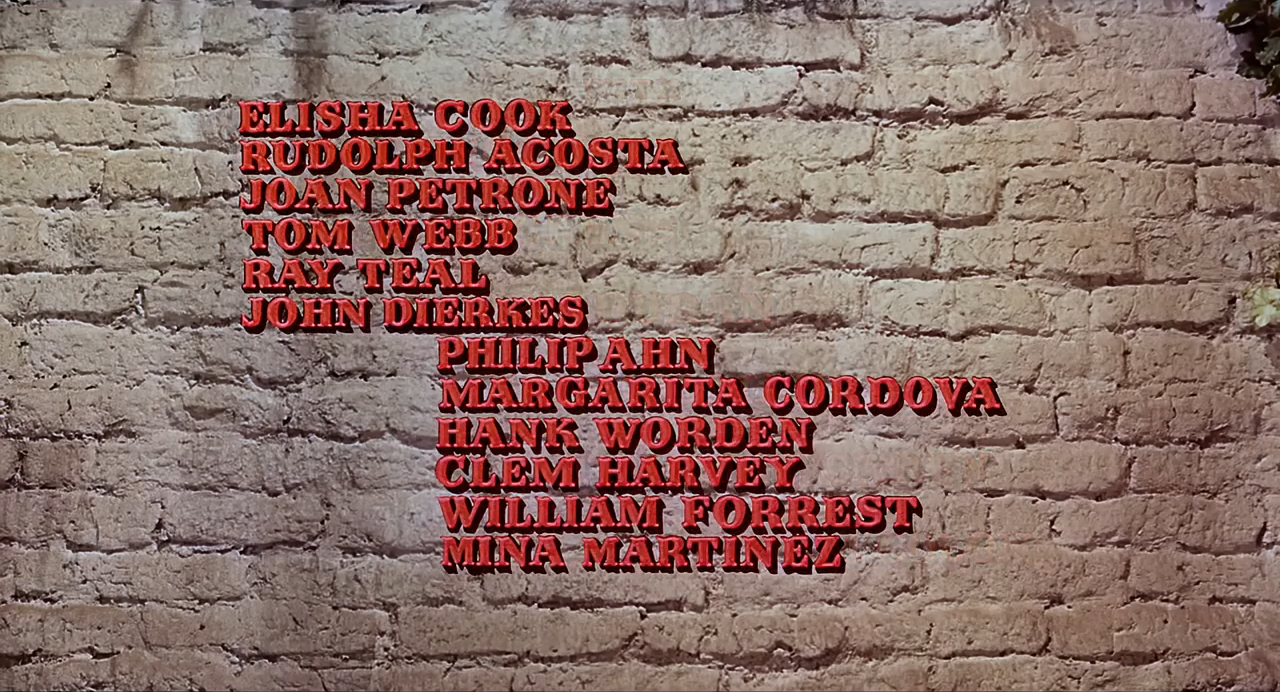 ELISHA COOK
RUDOLPH ACOSTA
JOAN PETRONE
TOM WEBB
RAY TEAL
JOHN DIERKES
PHILIP AHN
MARGARITA CORDOVA
HANK WORDEN
CLEM HARVEY
WILLIAM FORREST
MINA MARTINEZ